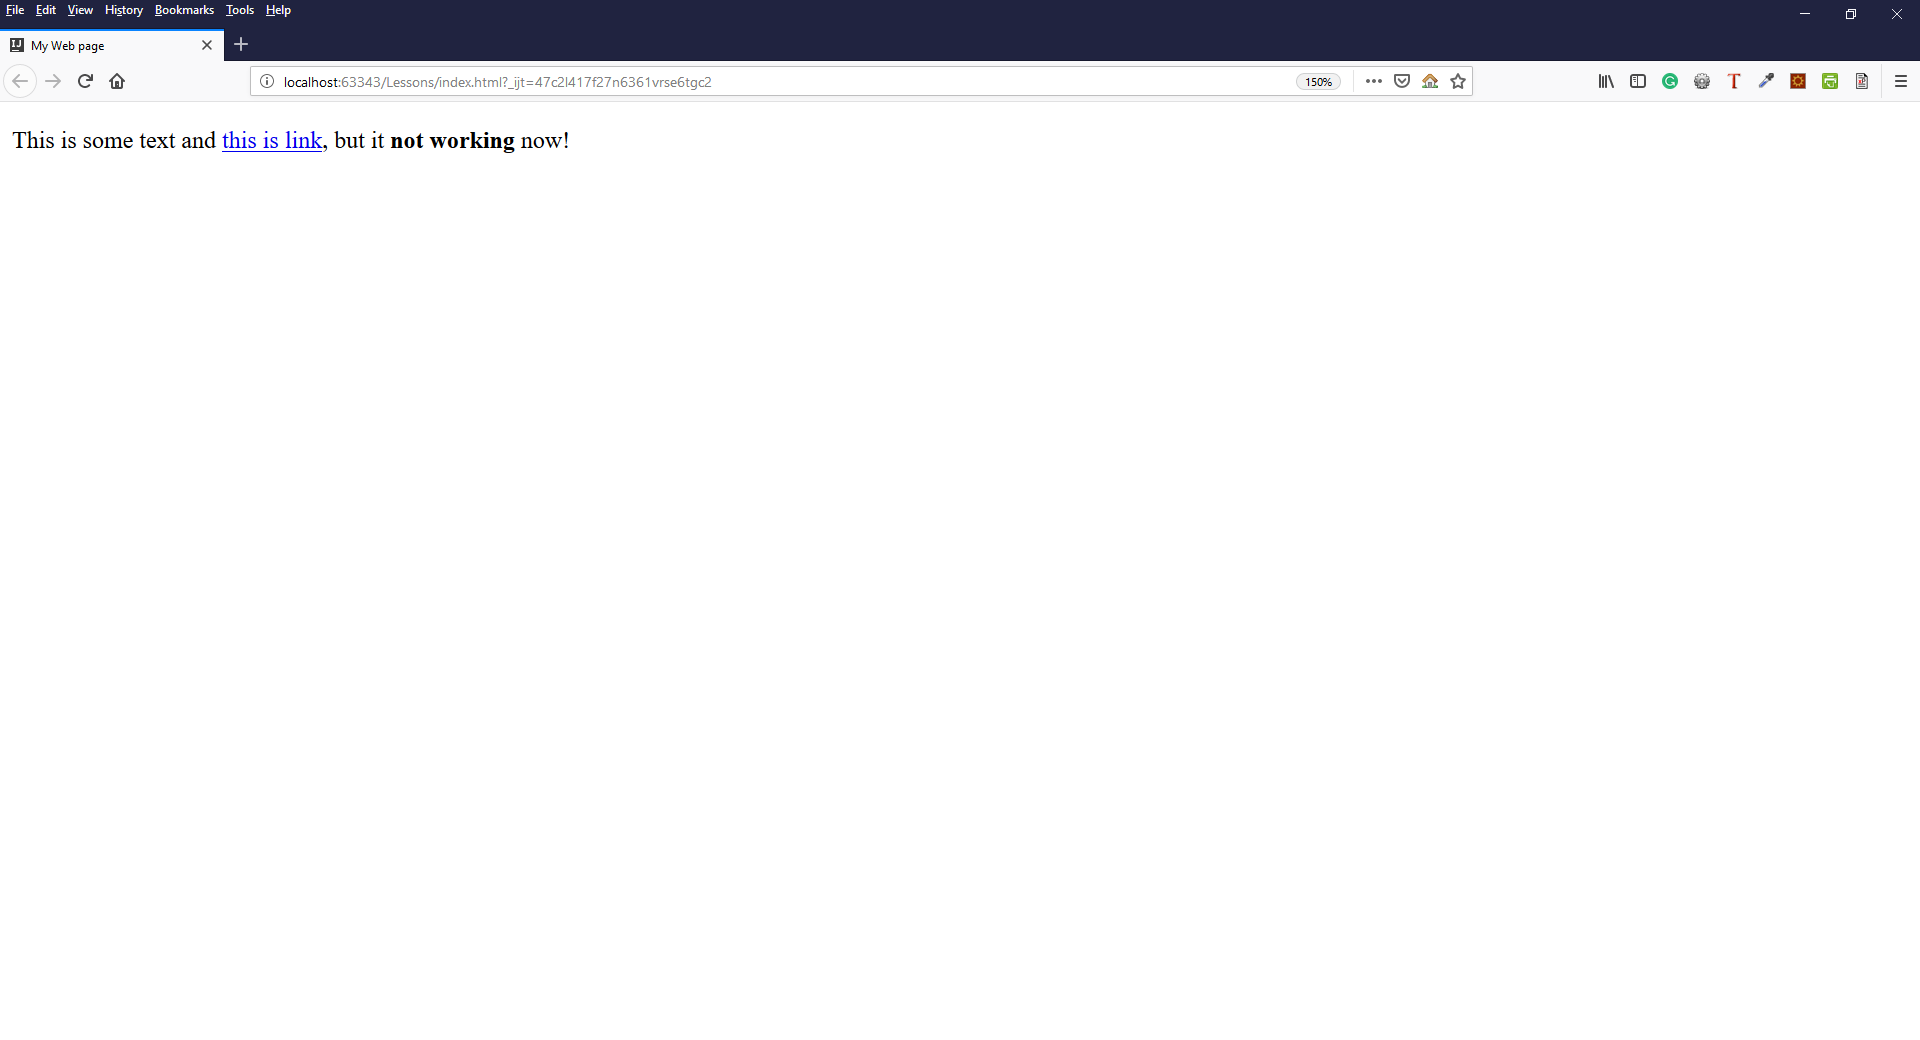 File Edit View History Bookmarks Tools Help
My Web page
localhost:63343/Lessons/index.html?_ijt=47c2l417f27n6361vrse6tgc2 150%
This is some text and this is link, but it not working now!